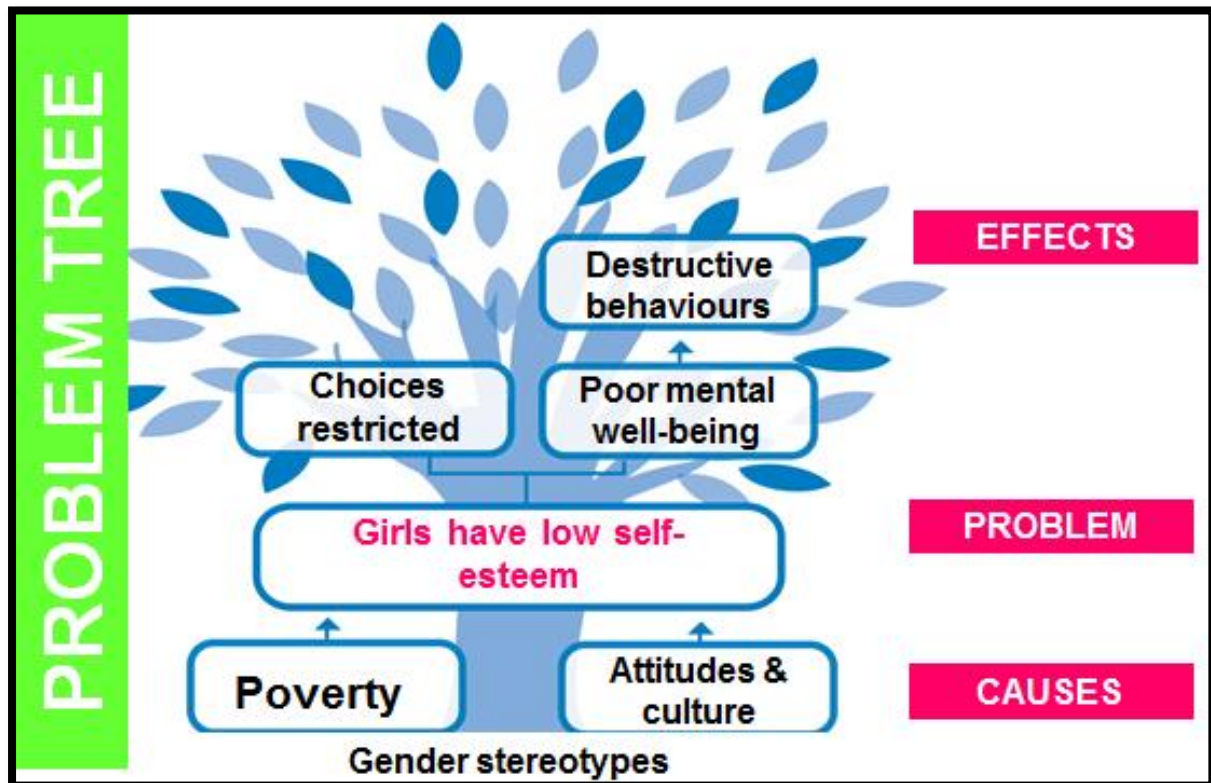 PROBLEM TREE
EFFECTS
Destructive
behaviours
Choices
restricted
Poor mental
well-being
Girls have low self-
esteem
PROBLEM
Poverty
Attitudes &
culture
CAUSES
Gender stereotypes